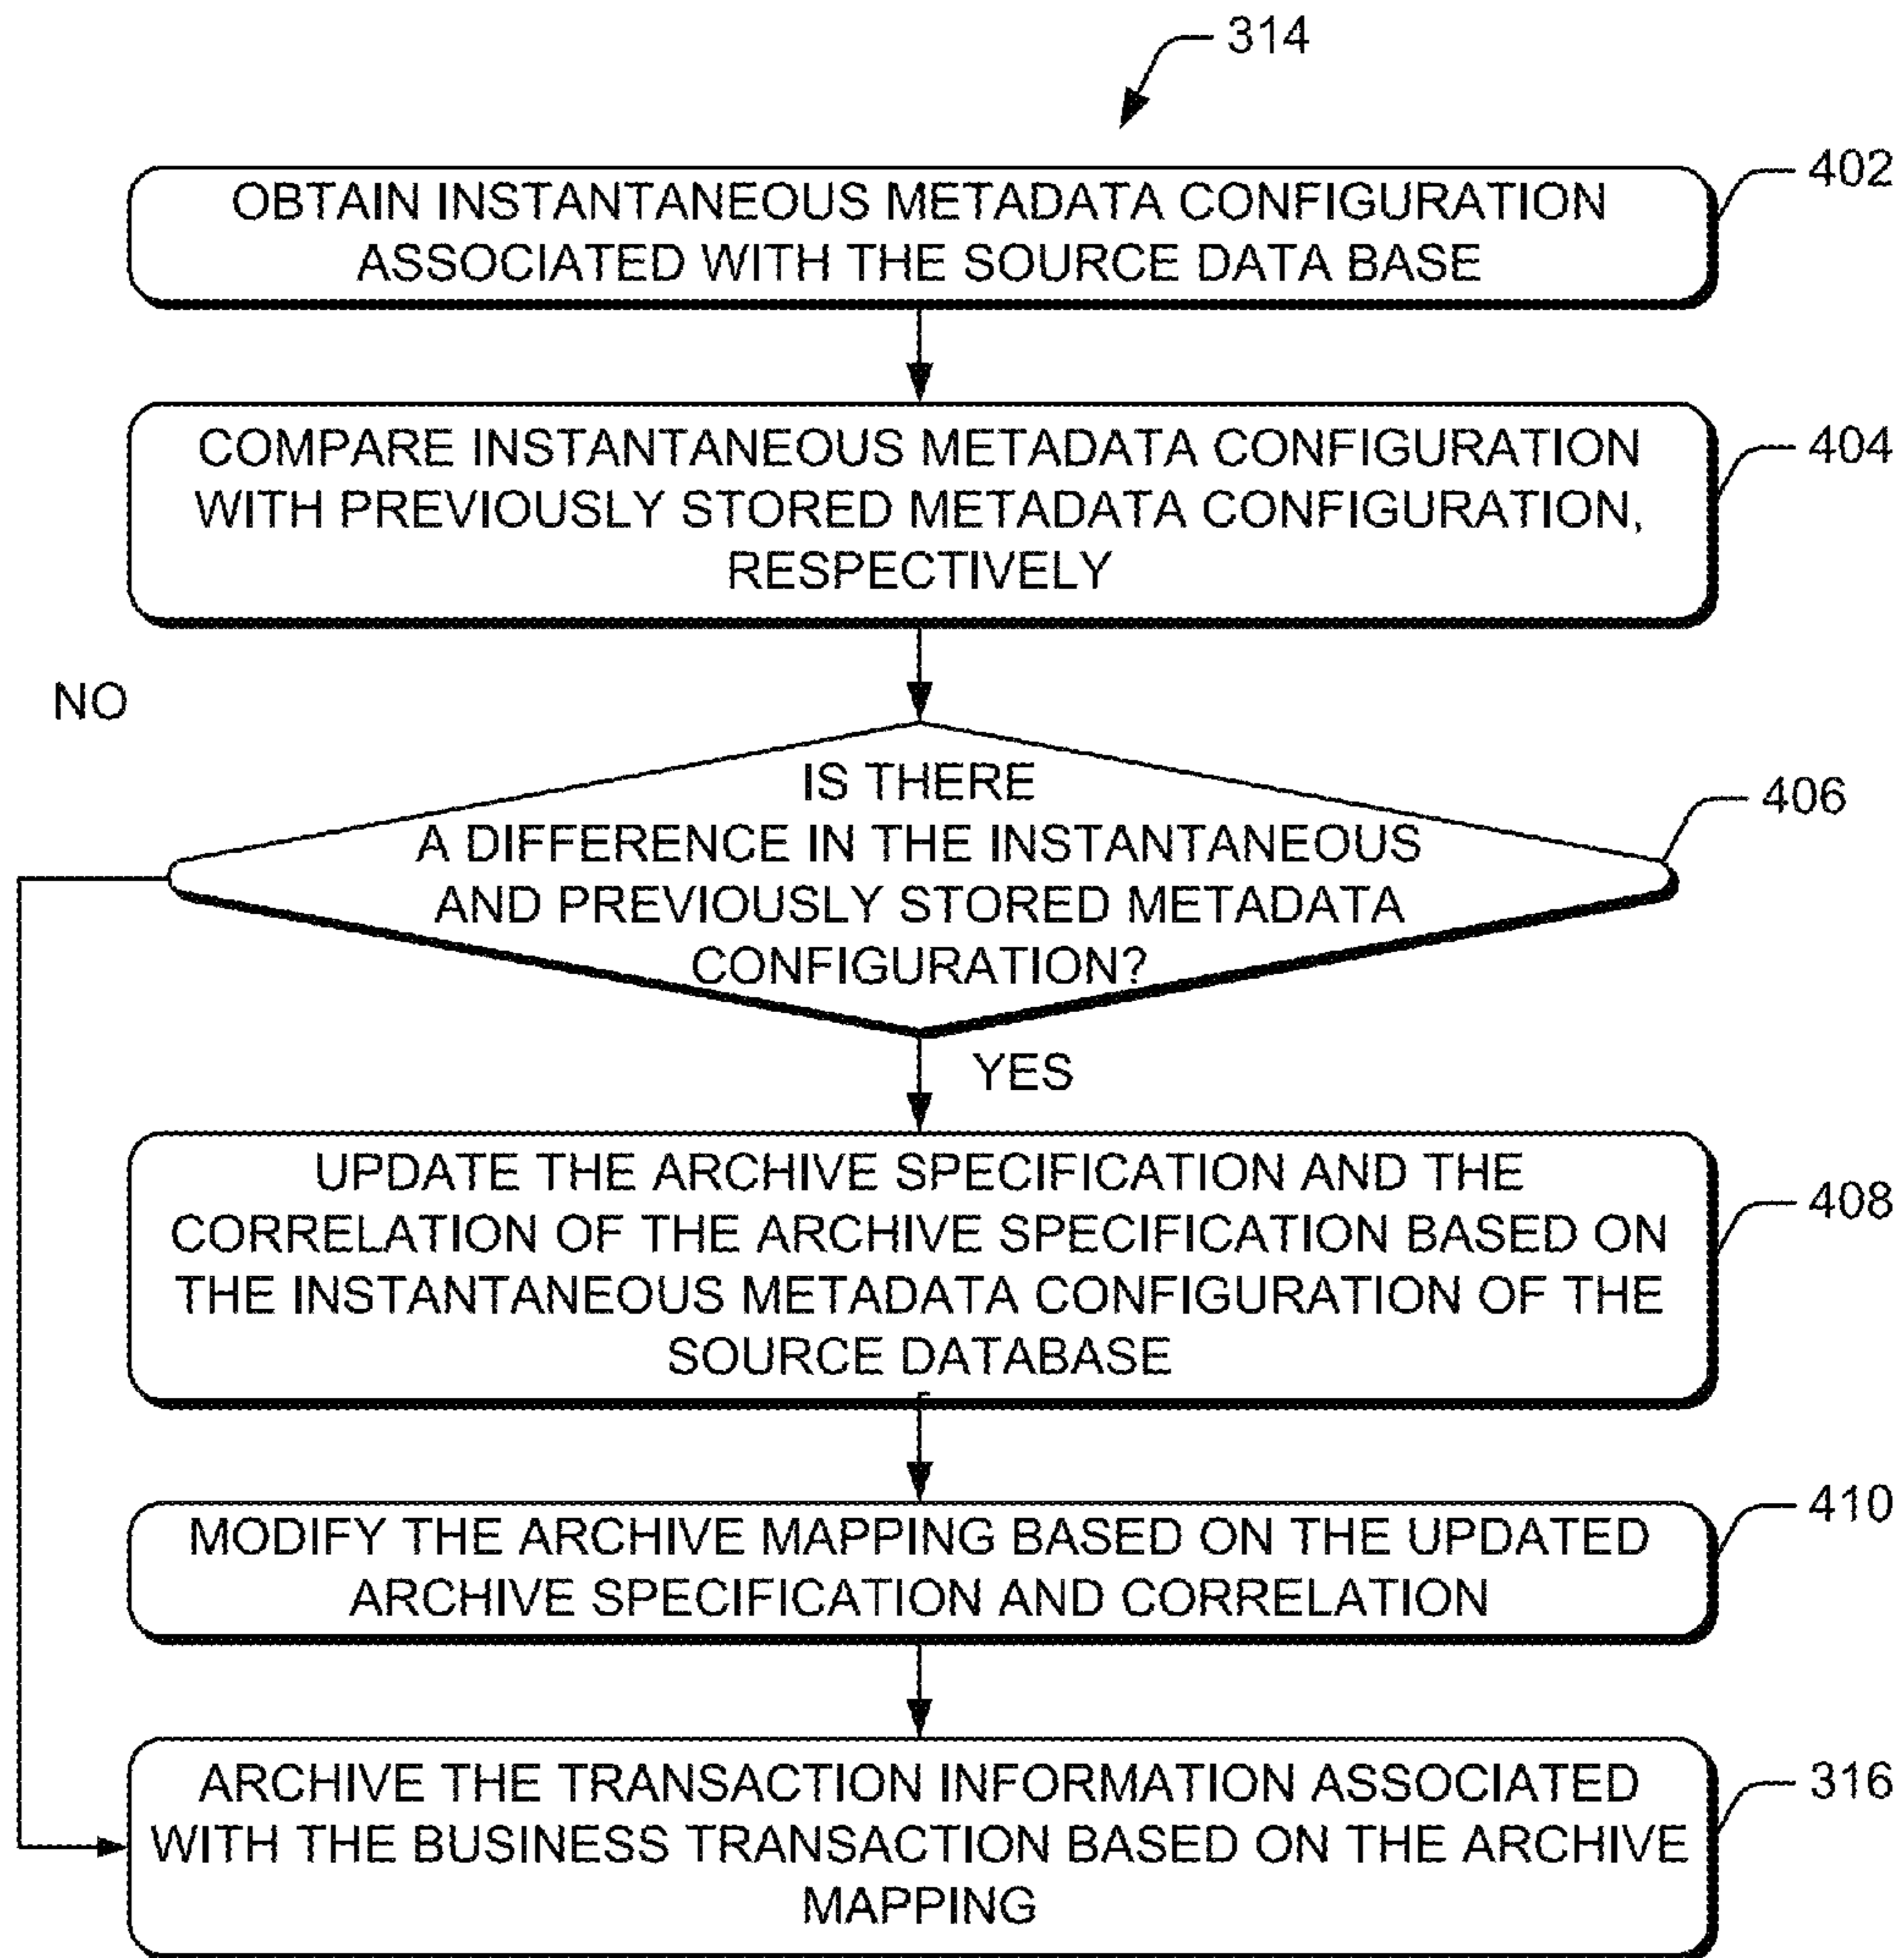 314
OBTAIN INSTANTANEOUS METADATA CONFIGURATION
ASSOCIATED WITH THE SOURCE DATA BASE
402
COMPARE INSTANTANEOUS METADATA CONFIGURATION
WITH PREVIOUSLY STORED METADATA CONFIGURATION,
RESPECTIVELY
404
NO
IS THERE
A DIFFERENCE IN THE INSTANTANEOUS
AND PREVIOUSLY STORED METADATA
CONFIGURATION?
406
YES
UPDATE THE ARCHIVE SPECIFICATION AND THE
CORRELATION OF THE ARCHIVE SPECIFICATION BASED ON
THE INSTANTANEOUS METADATA CONFIGURATION OF THE
SOURCE DATABASE
408
MODIFY THE ARCHIVE MAPPING BASED ON THE UPDATED
ARCHIVE SPECIFICATION AND CORRELATION
410
ARCHIVE THE TRANSACTION INFORMATION ASSOCIATED
WITH THE BUSINESS TRANSACTION BASED ON THE ARCHIVE
MAPPING
316